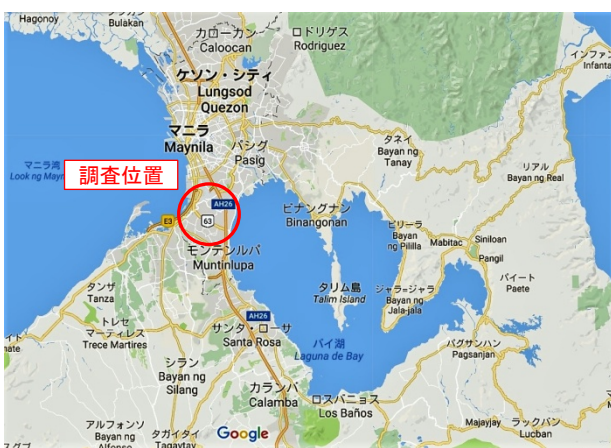 Hagonoy
Bulakan
カローカン
Caloocan
ロドリゲス
Rodriguez
インファ
Infanta
ケソン・シティ
Lungsod
Quezon
マニラ
Maynila
パシグ
Pasig
タネイ
Bayan ng
Tanay
マニラ湾
Look ng Mayn
リアル
Bayan ng Real
調査位置
AH26
E3
63
ビナングナン
Binangonan
ピリーラ
Bayan
ng Pililla
Mabitac
Siniloan
Pangil
モンテンルパ
Muntinlupa
タリム島
Talim Island
ジャラ=ジャラ
Bayan ng
Jala-jala
パイート
Paete
タンザ
Tanza
AH26
トレセ
マーティレス
Trece Martires
サンタ・ローサ
Santa Rosa
バイ湖
Laguna de Bay
パグサンハン
Pagsanjan
シラン
Bayan ng
Silang
カランバ
Calamba
ロスバニョス
Los Baños
アルフォンソ
Bayan ng
Alfonso
タガイタイ
Tagaytay
Google
Majayjay
ラックバン
Lucban